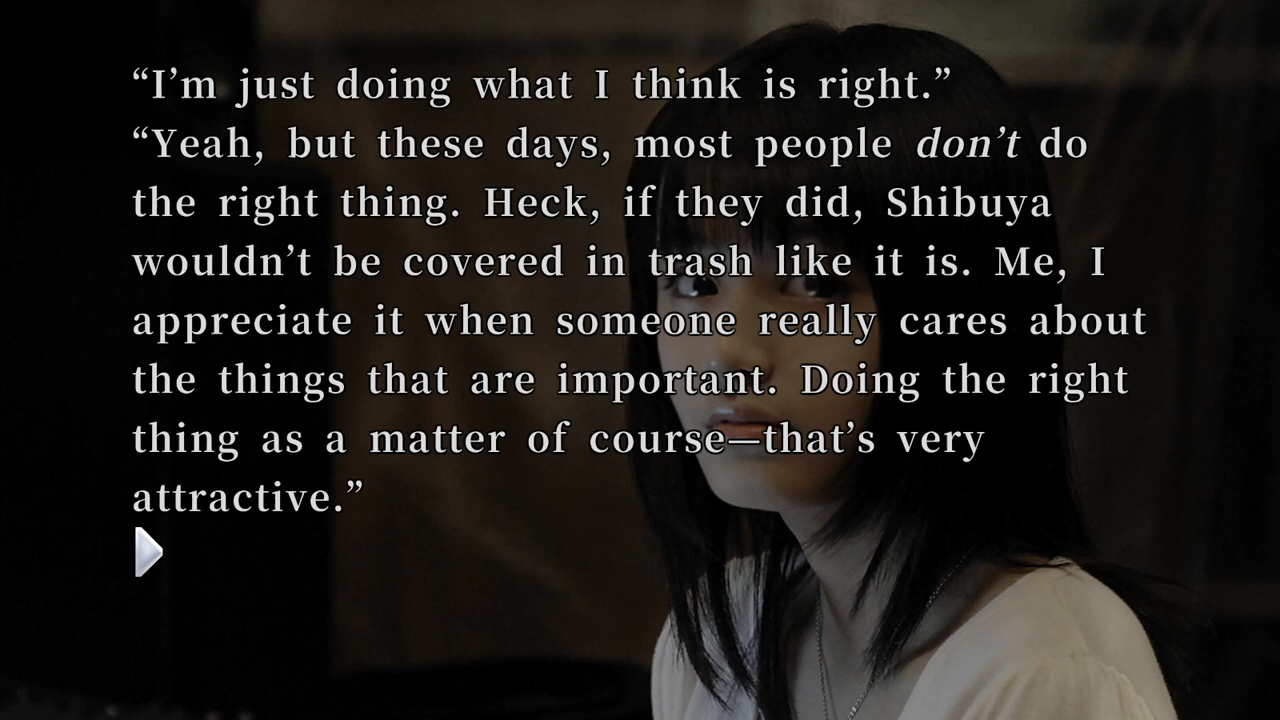 “I’m just doing what I think is right.”
“Yeah, but these days, most people don’t do
the right thing. Heck, if they did, Shibuya
wouldn’t be covered in trash like it is. Me, I
appreciate it when someone really cares about
the things that are important. Doing the right
thing as a matter of course—that’s very
attractive.”